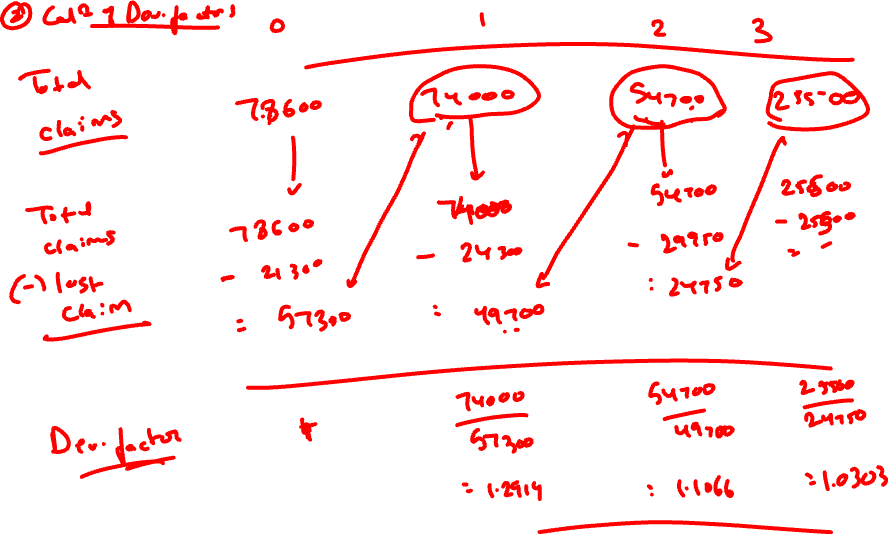 ② Calⁿ of Dev. factors
0 1 2 3
Total claims 78600 74000 54700 25500
Total claims (-) last claim
78600 74000 54700 25500
- 21300 - 24300 - 29950 - 25500
= 57300 : 49700 : 24750 = -
Dev. factor
74000 54700 25500
57300 49700 24750
= 1.2914 : 1.1066 = 1.0303